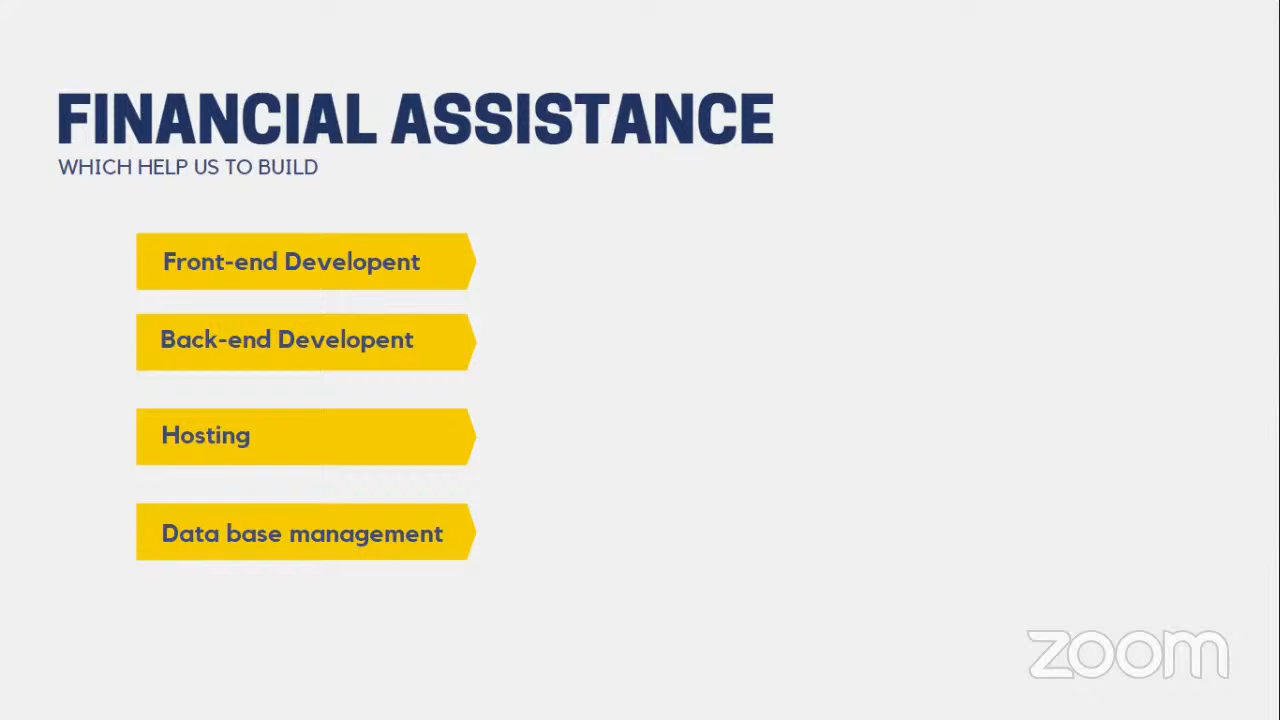 FINANCIAL ASSISTANCE
WHICH HELP US TO BUILD
Front-end Developent
Back-end Developent
Hosting
Data base management
zoom